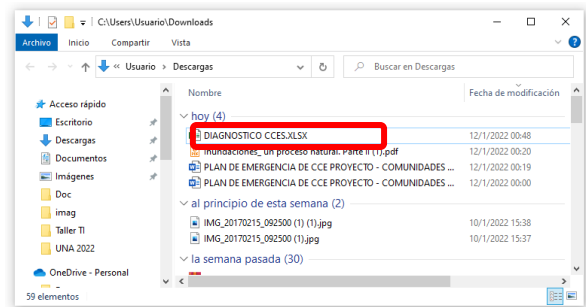 C:\Users\Usuario\Downloads
Archivo Inicio Compartir Vista
« Usuario > Descargas Buscar en Descargas
Nombre Fecha de modificación
Acceso rápido
Escritorio
Descargas
Documentos
Imágenes
Doc
imag
Taller TI
UNA 2022
OneDrive - Personal
hoy (4)
DIAGNOSTICO CCES.XLSX 12/1/2022 00:48
Inundaciones_ un proceso natural. Parte II (1).pdf 12/1/2022 00:20
PLAN DE EMERGENCIA DE CCE PROYECTO - COMUNIDADES ... 12/1/2022 00:19
PLAN DE EMERGENCIA DE CCE PROYECTO - COMUNIDADES ... 12/1/2022 00:00
al principio de esta semana (2)
IMG_20170215_092500 (1) (1).jpg 10/1/2022 15:38
IMG_20170215_092500 (1).jpg 10/1/2022 15:37
la semana pasada (30)
59 elementos